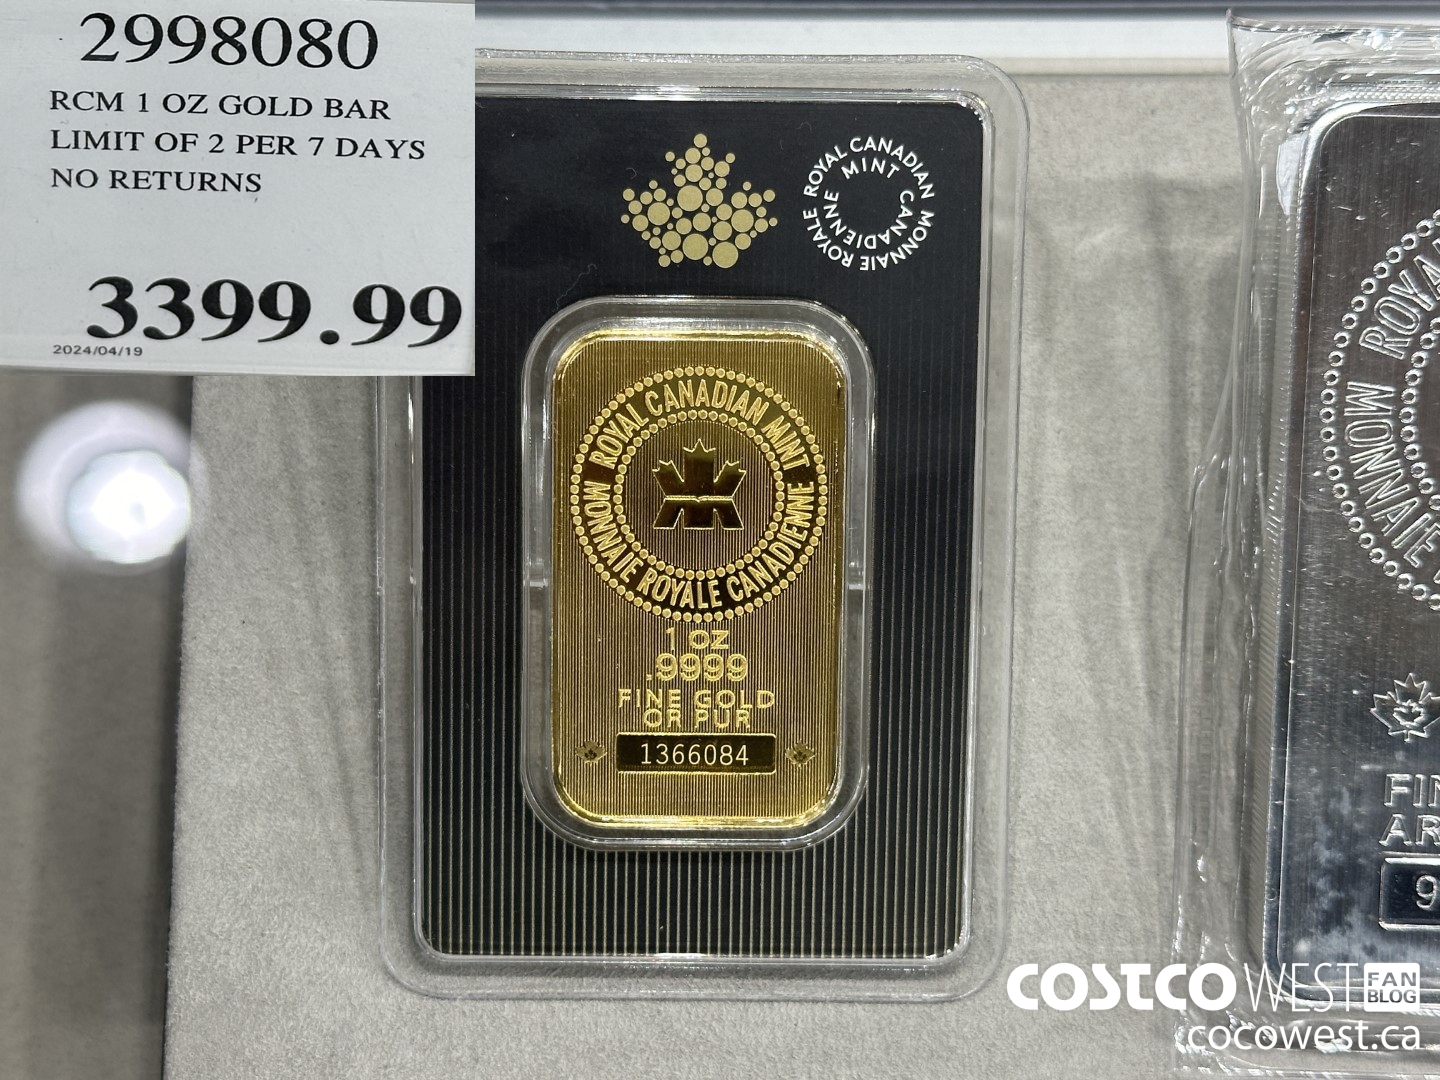 2998080
RCM 1 OZ GOLD BAR
LIMIT OF 2 PER 7 DAYS
NO RETURNS
3399.99
2024/04/19
ROYAL CANADIAN MINT
MONNAIE ROYALE CANADIENNE
ROYAL CANADIAN MINT
MONNAIE ROYALE CANADIENNE
1 OZ
.9999
FINE GOLD
OR PUR
1366084
MONNAIE
COSTCO WEST FAN BLOG
cocowest.ca